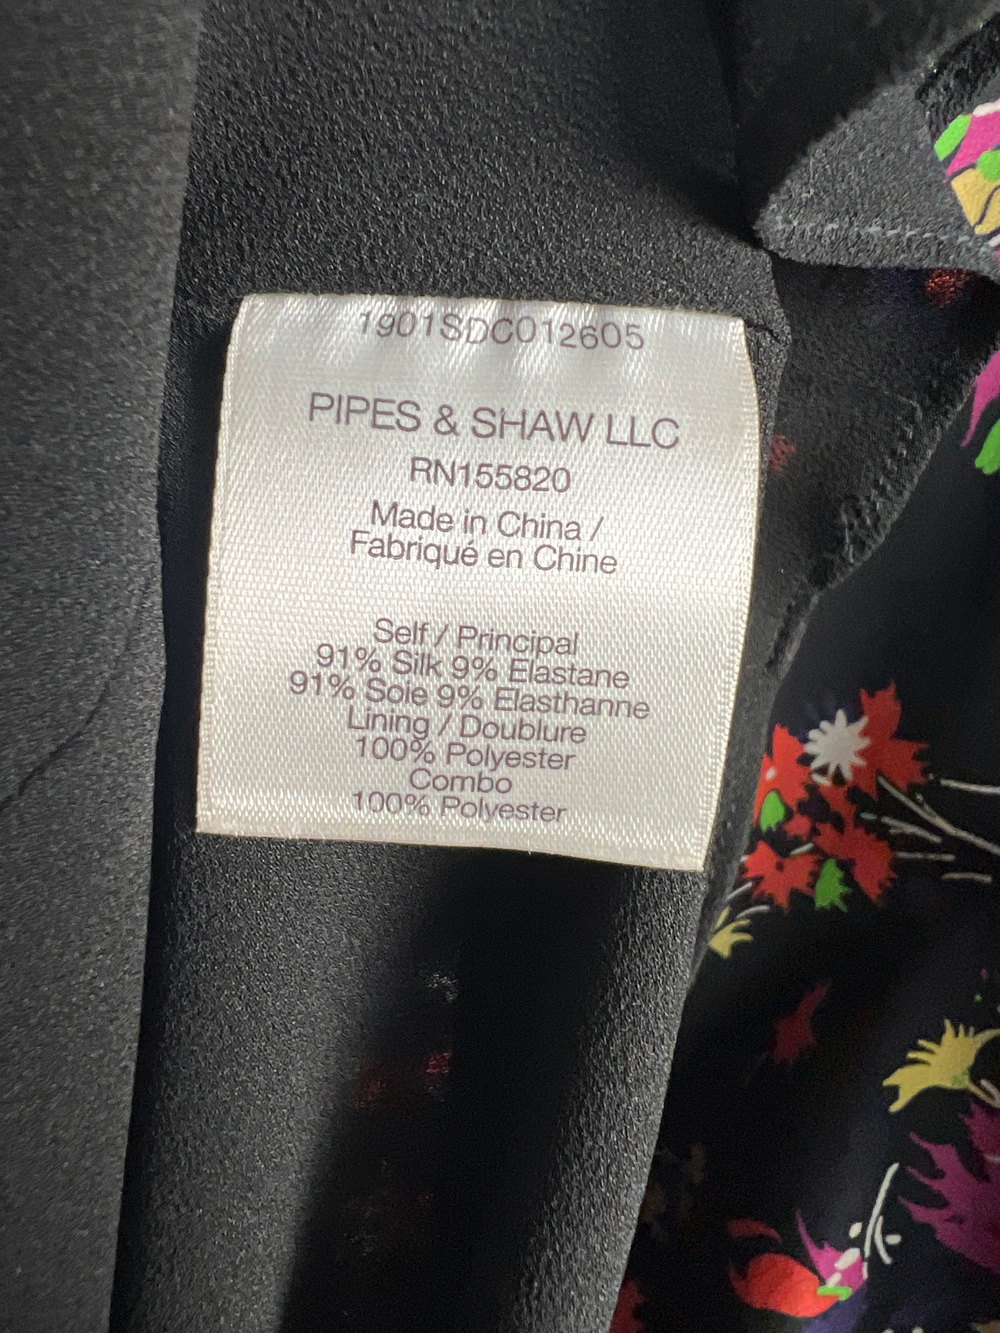 1901SDC012605
PIPES & SHAW LLC
RN155820
Made in China /
Fabriqué en Chine
Self / Principal
91% Silk 9% Elastane
91% Soie 9% Elasthanne
Lining / Doublure
100% Polyester
Combo
100% Polyester